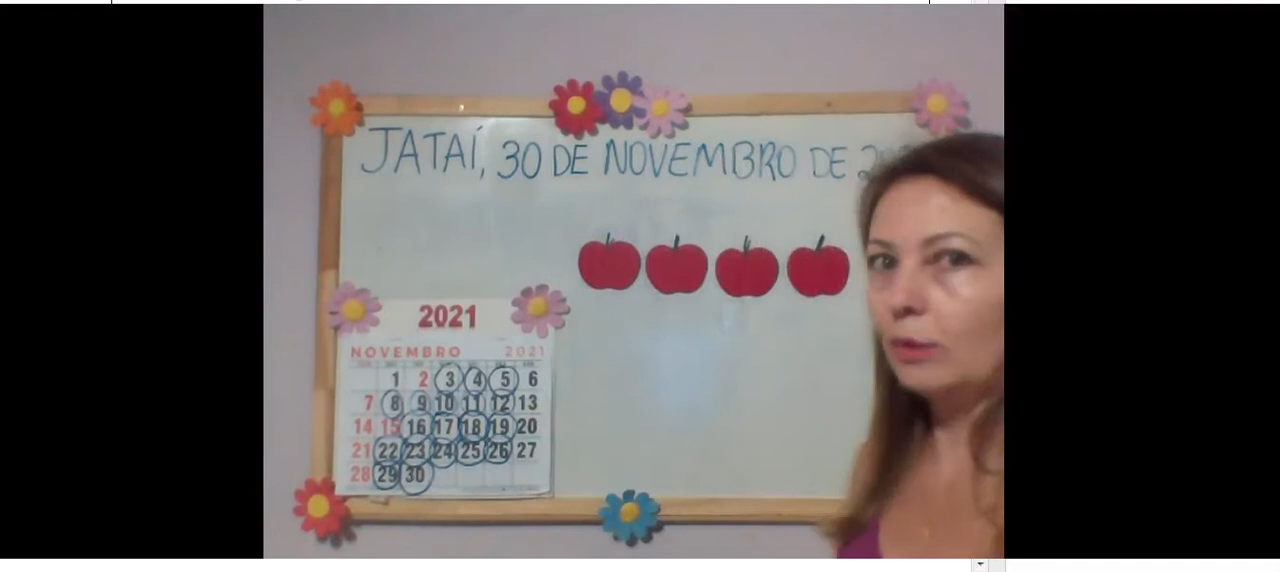 JATAÍ, 30 DE NOVEMBRO DE
2021
NOVEMBRO 2021
1 2 3 4 5 6
7 8 9 10 11 12 13
14 15 16 17 18 19 20
21 22 23 24 25 26 27
28 29 30